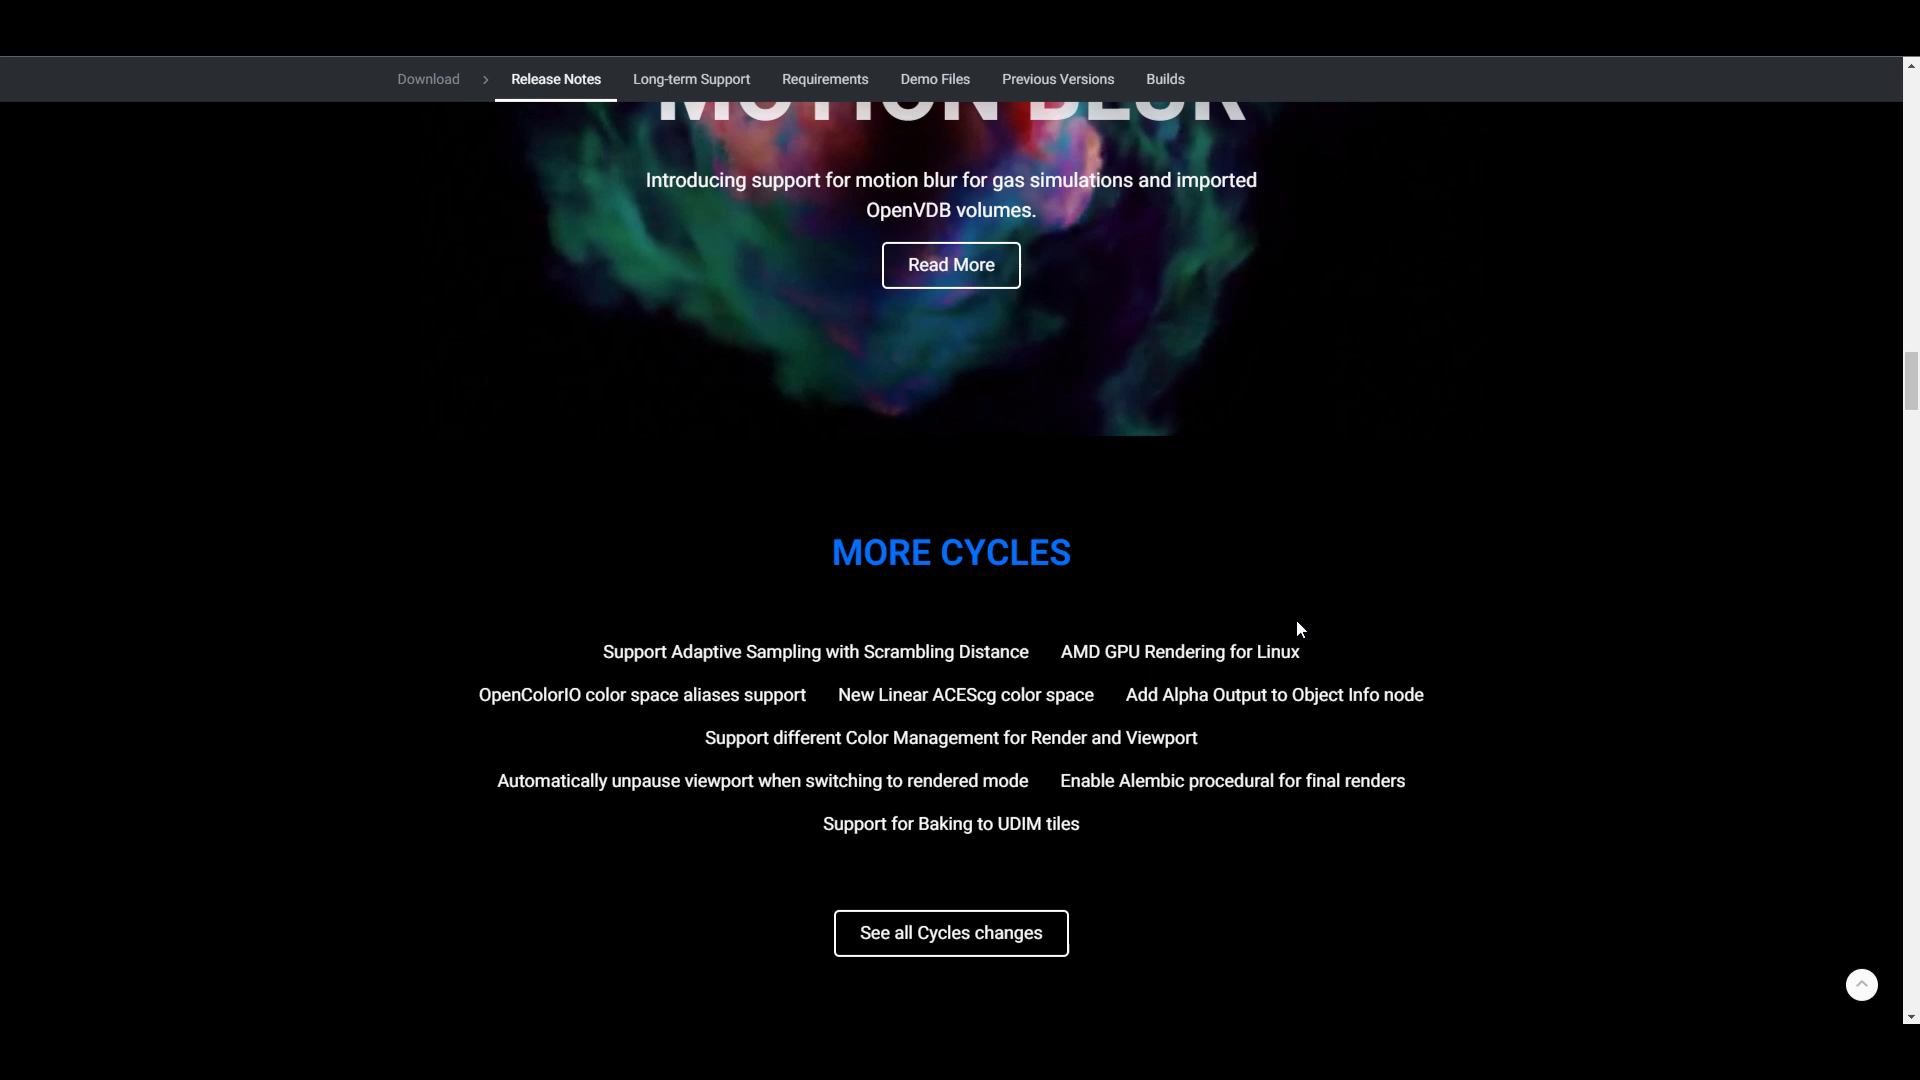 Download > Release Notes Long-term Support Requirements Demo Files Previous Versions Builds
MOTION BLUR
Introducing support for motion blur for gas simulations and imported
OpenVDB volumes.
Read More
MORE CYCLES
Support Adaptive Sampling with Scrambling Distance AMD GPU Rendering for Linux
OpenColorIO color space aliases support New Linear ACEScg color space Add Alpha Output to Object Info node
Support different Color Management for Render and Viewport
Automatically unpause viewport when switching to rendered mode Enable Alembic procedural for final renders
Support for Baking to UDIM tiles
See all Cycles changes